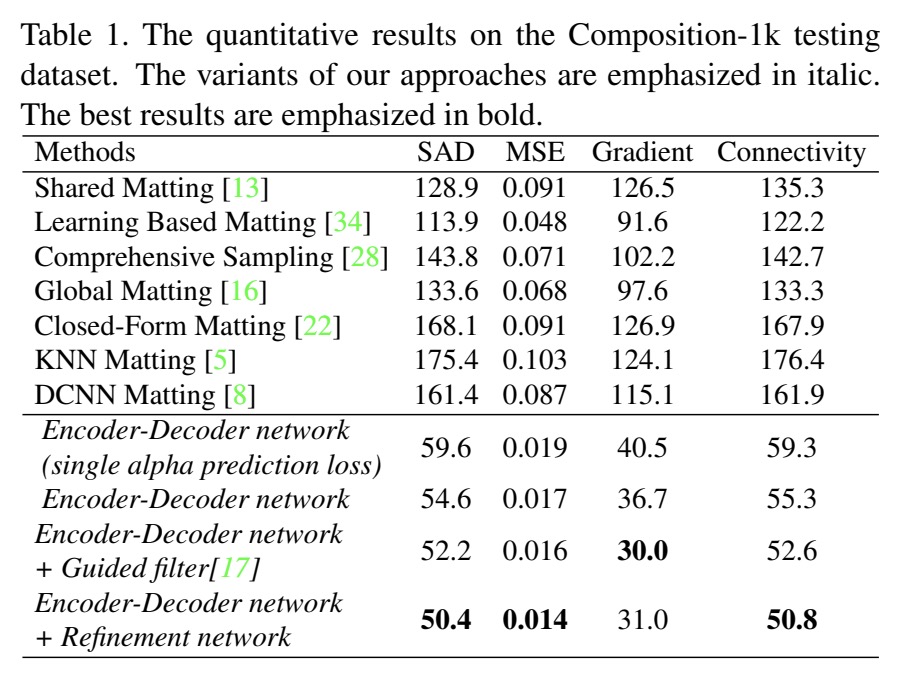 Table 1. The quantitative results on the Composition-1k testing
dataset. The variants of our approaches are emphasized in italic.
The best results are emphasized in bold.
Methods SAD MSE Gradient Connectivity
Shared Matting [13] 128.9 0.091 126.5 135.3
Learning Based Matting [34] 113.9 0.048 91.6 122.2
Comprehensive Sampling [28] 143.8 0.071 102.2 142.7
Global Matting [16] 133.6 0.068 97.6 133.3
Closed-Form Matting [22] 168.1 0.091 126.9 167.9
KNN Matting [5] 175.4 0.103 124.1 176.4
DCNN Matting [8] 161.4 0.087 115.1 161.9
Encoder-Decoder network
(single alpha prediction loss) 59.6 0.019 40.5 59.3
Encoder-Decoder network 54.6 0.017 36.7 55.3
Encoder-Decoder network
+ Guided filter[17] 52.2 0.016 30.0 52.6
Encoder-Decoder network
+ Refinement network 50.4 0.014 31.0 50.8